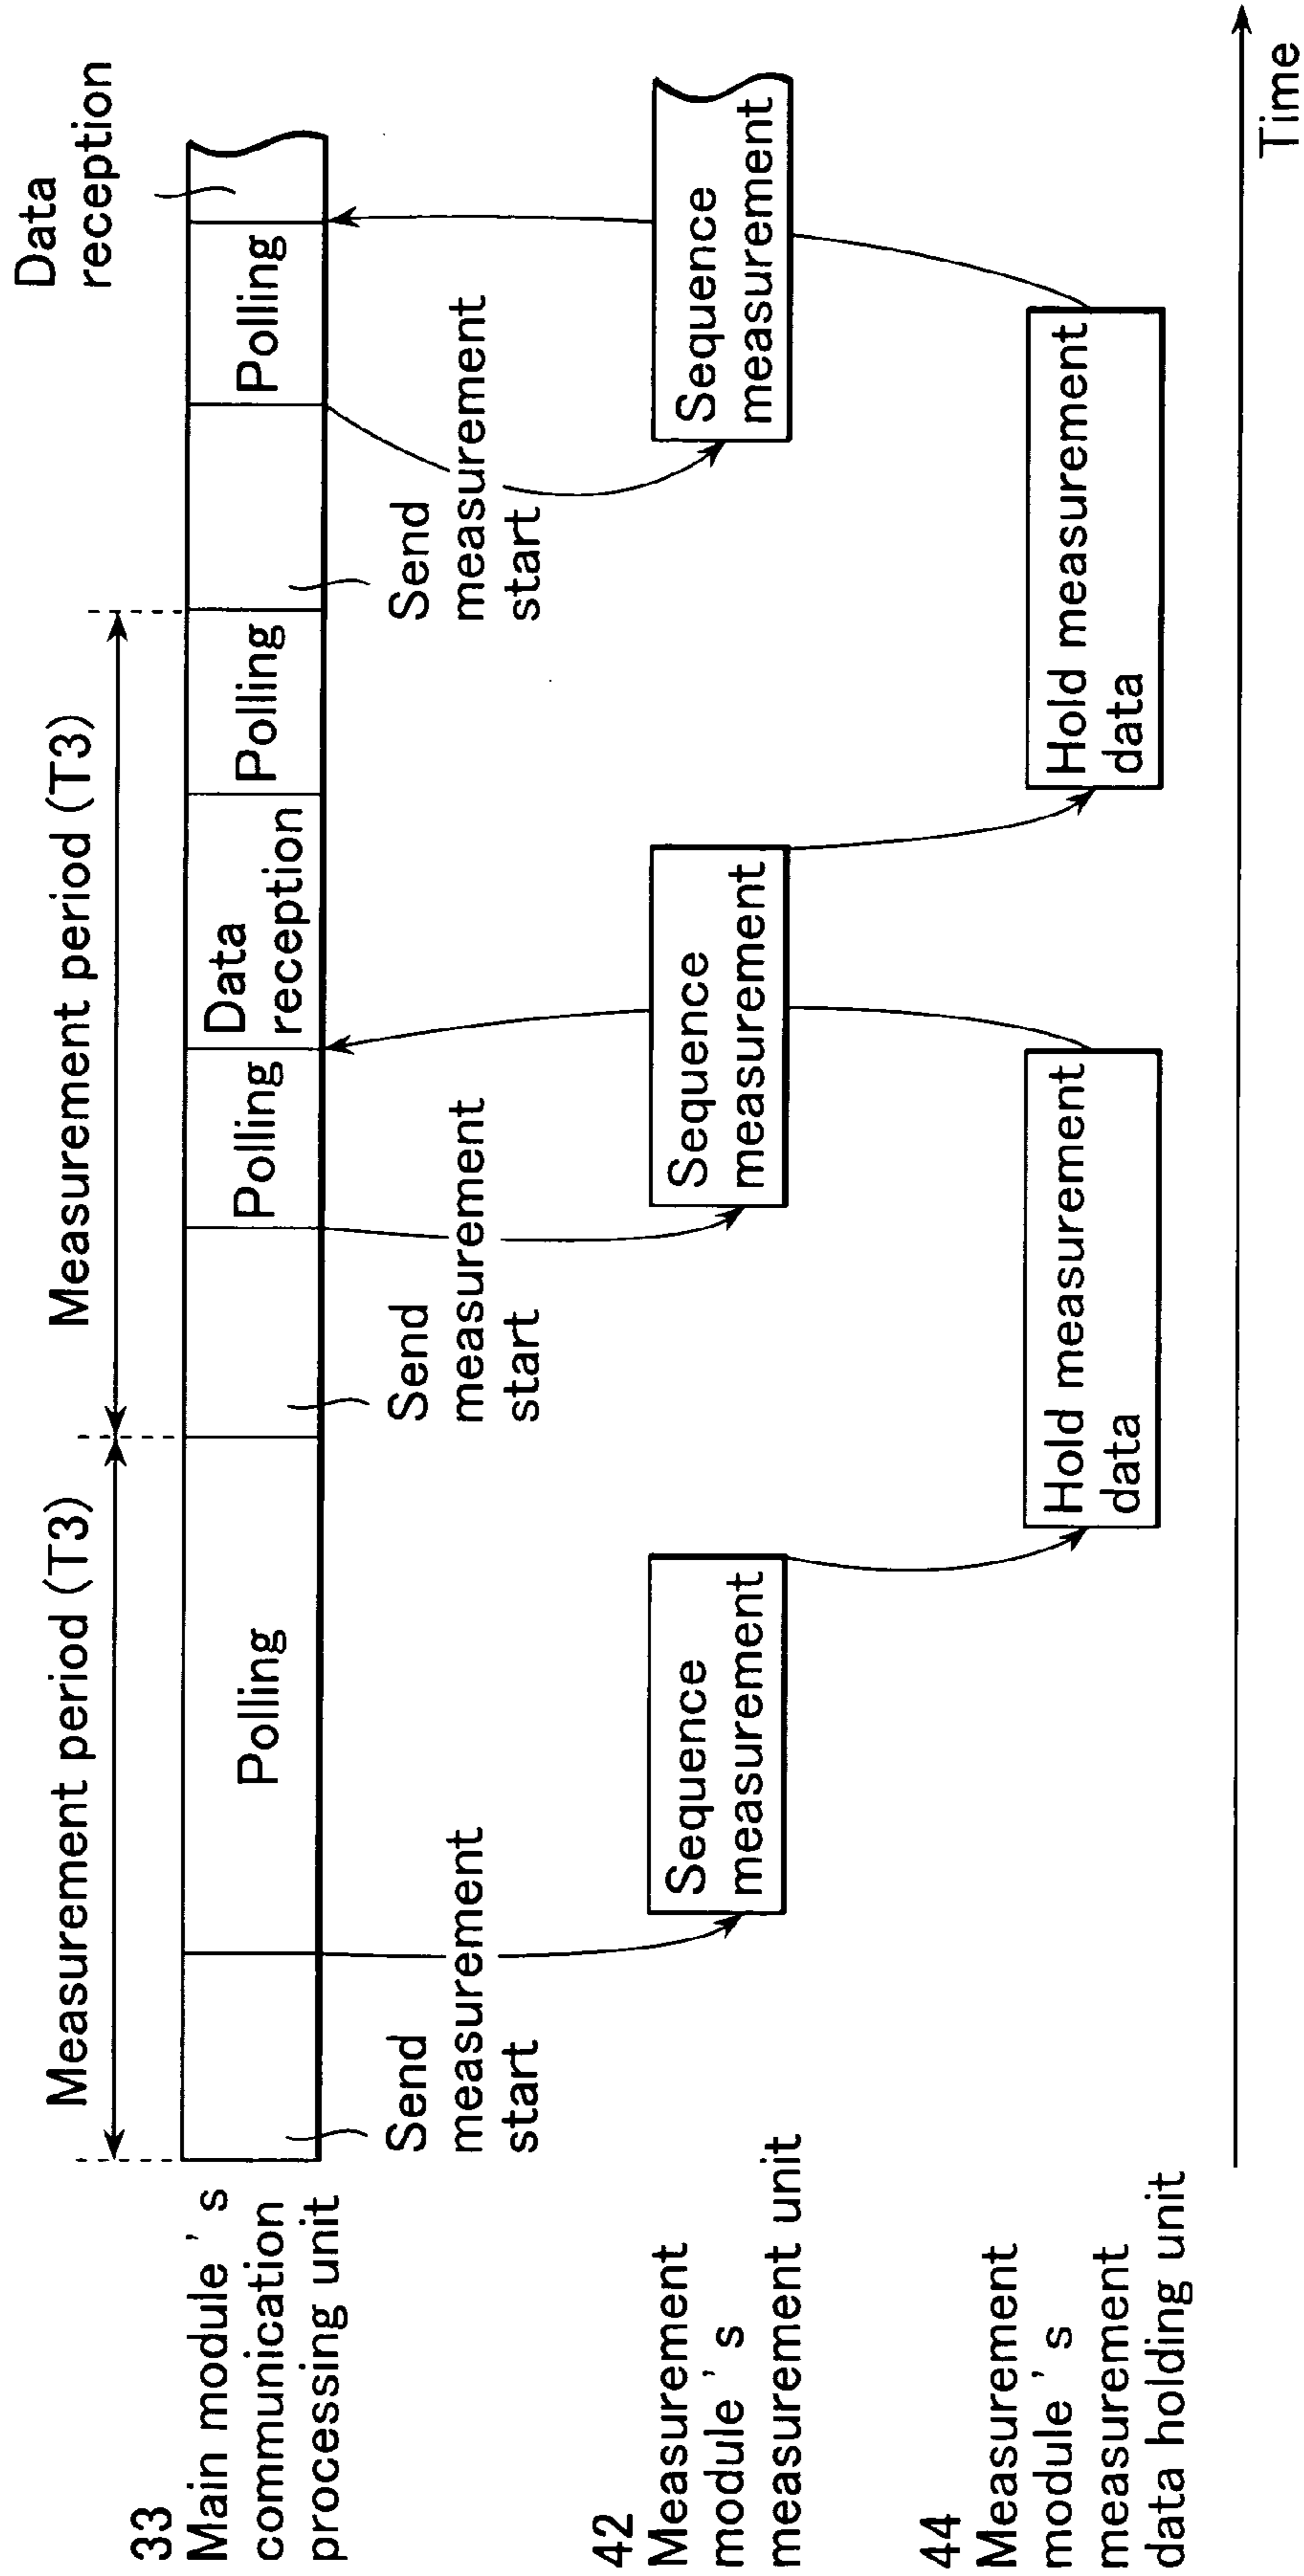 Measurement period (T3)
Measurement period (T3)
Data
reception
33
Main module's
communication
processing unit
Polling
Polling
Data
reception
Polling
Polling
Send
measurement
start
Send
measurement
start
Send
measurement
start
42
Measurement
module's
measurement unit
Sequence
measurement
Sequence
measurement
Sequence
measurement
44
Measurement
module's
measurement
data holding unit
Hold measurement
data
Hold measurement
data
Time